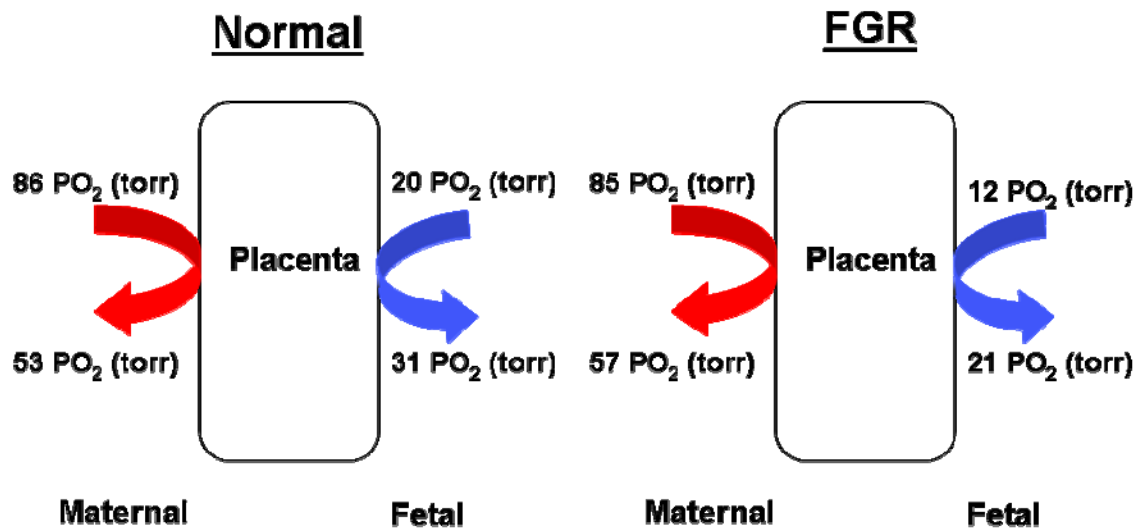 Normal
86 PO₂ (torr)
20 PO₂ (torr)
Placenta
53 PO₂ (torr)
31 PO₂ (torr)
Maternal
Fetal
FGR
85 PO₂ (torr)
12 PO₂ (torr)
Placenta
57 PO₂ (torr)
21 PO₂ (torr)
Maternal
Fetal